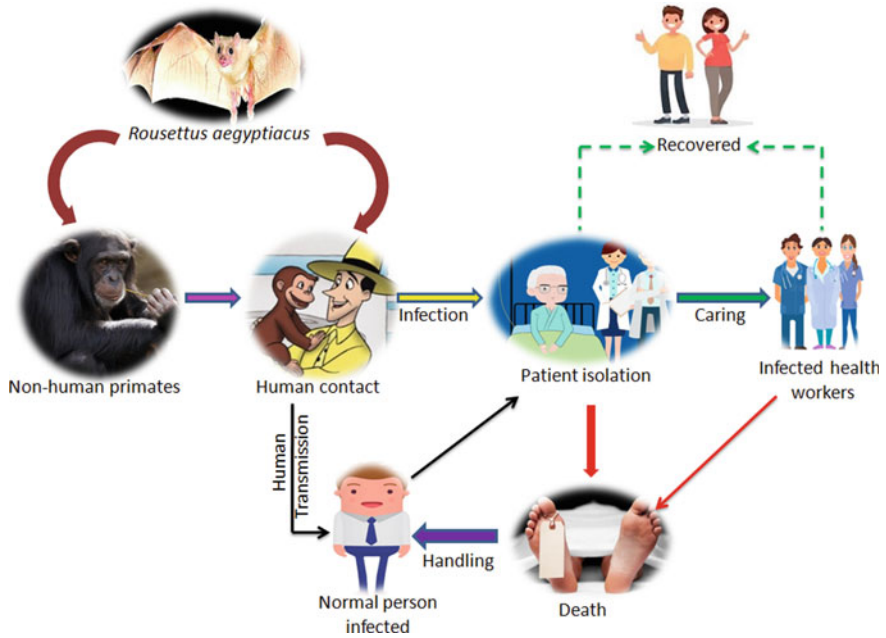 Rousettus aegyptiacus
Recovered
Non-human primates
Human contact
Infection
Patient isolation
Caring
Infected health
workers
Human
Transmission
Normal person
infected
Handling
Death